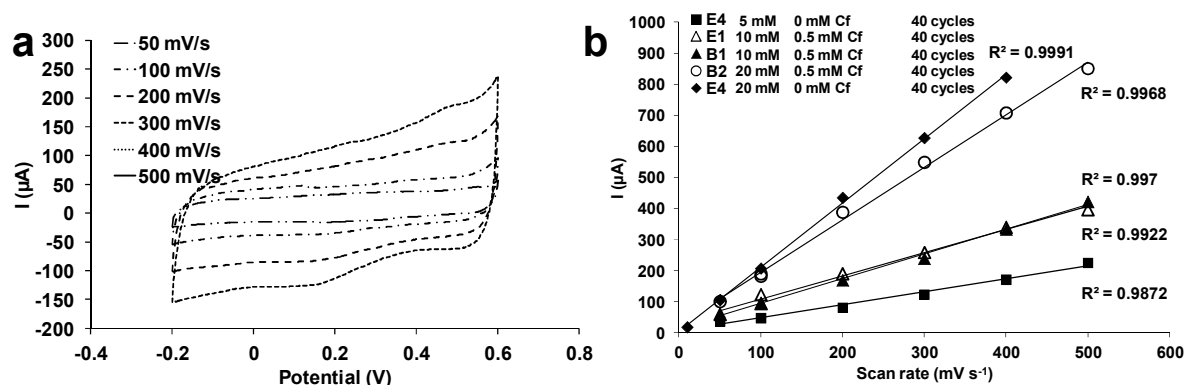 a
300
250
200
150
100
50
0
-50
-100
-150
-200
I (µA)
50 mV/s
100 mV/s
200 mV/s
300 mV/s
400 mV/s
500 mV/s
-0.4 -0.2 0 0.2 0.4 0.6 0.8
Potential (V)
b
1000
900
800
700
600
500
400
300
200
100
0
I (µA)
E4 5 mM 0 mM Cf 40 cycles
E1 10 mM 0.5 mM Cf 40 cycles
B1 10 mM 0.5 mM Cf 40 cycles
B2 20 mM 0.5 mM Cf 40 cycles
E4 20 mM 0 mM Cf 40 cycles
R² = 0.9991
R² = 0.9968
R² = 0.997
R² = 0.9922
R² = 0.9872
0 100 200 300 400 500 600
Scan rate (mV s⁻¹)